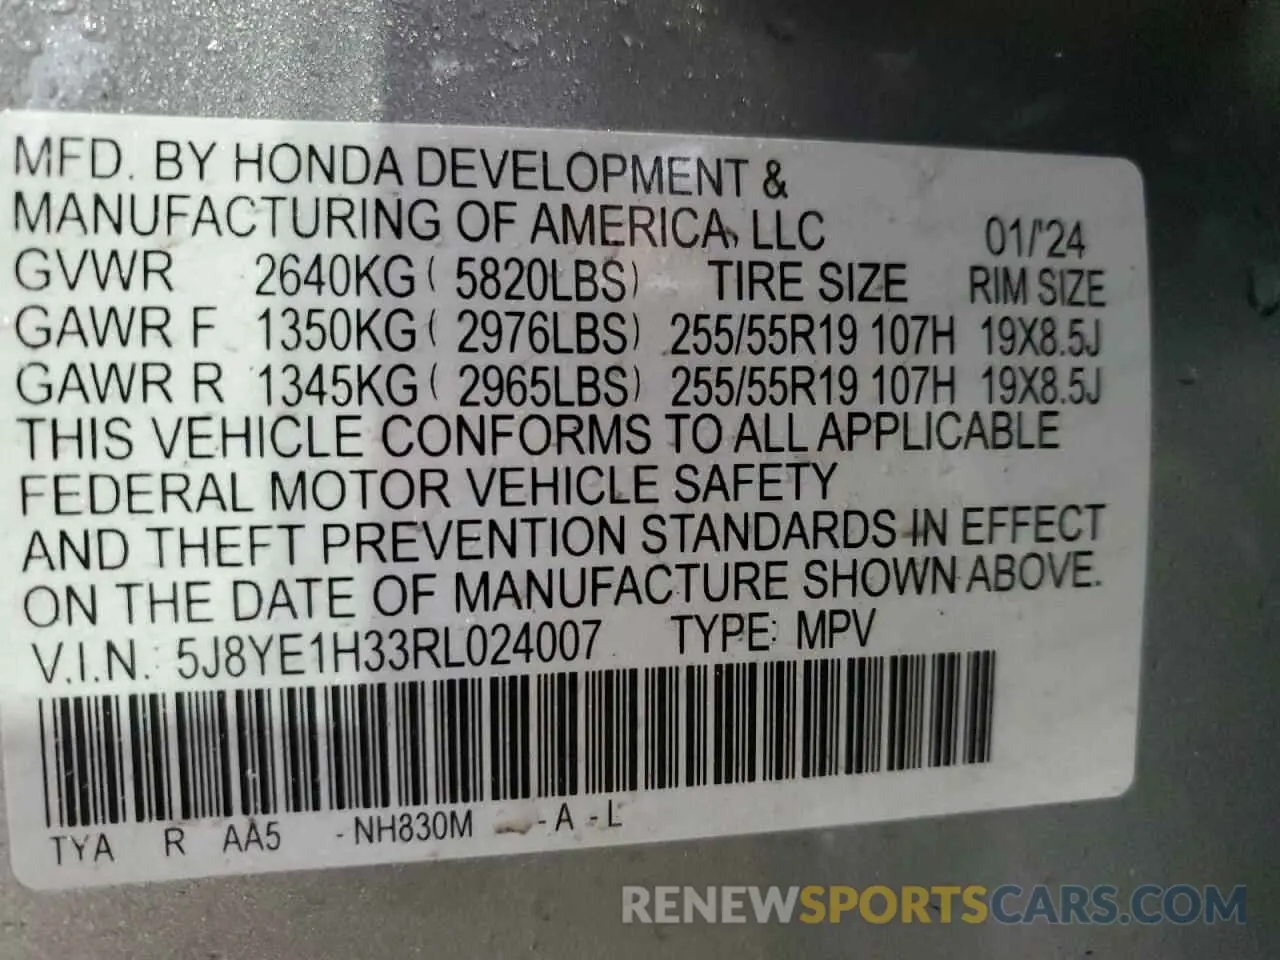 MFD. BY HONDA DEVELOPMENT &
MANUFACTURING OF AMERICA, LLC 01/'24
GVWR 2640KG ( 5820LBS) TIRE SIZE RIM SIZE
GAWR F 1350KG ( 2976LBS) 255/55R19 107H 19X8.5J
GAWR R 1345KG ( 2965LBS) 255/55R19 107H 19X8.5J
THIS VEHICLE CONFORMS TO ALL APPLICABLE
FEDERAL MOTOR VEHICLE SAFETY
AND THEFT PREVENTION STANDARDS IN EFFECT
ON THE DATE OF MANUFACTURE SHOWN ABOVE.
V.I.N.: 5J8YE1H33RL024007 TYPE: MPV
TYA R AA5 - NH830M - A - L
RENEWSPORTSCARS.COM